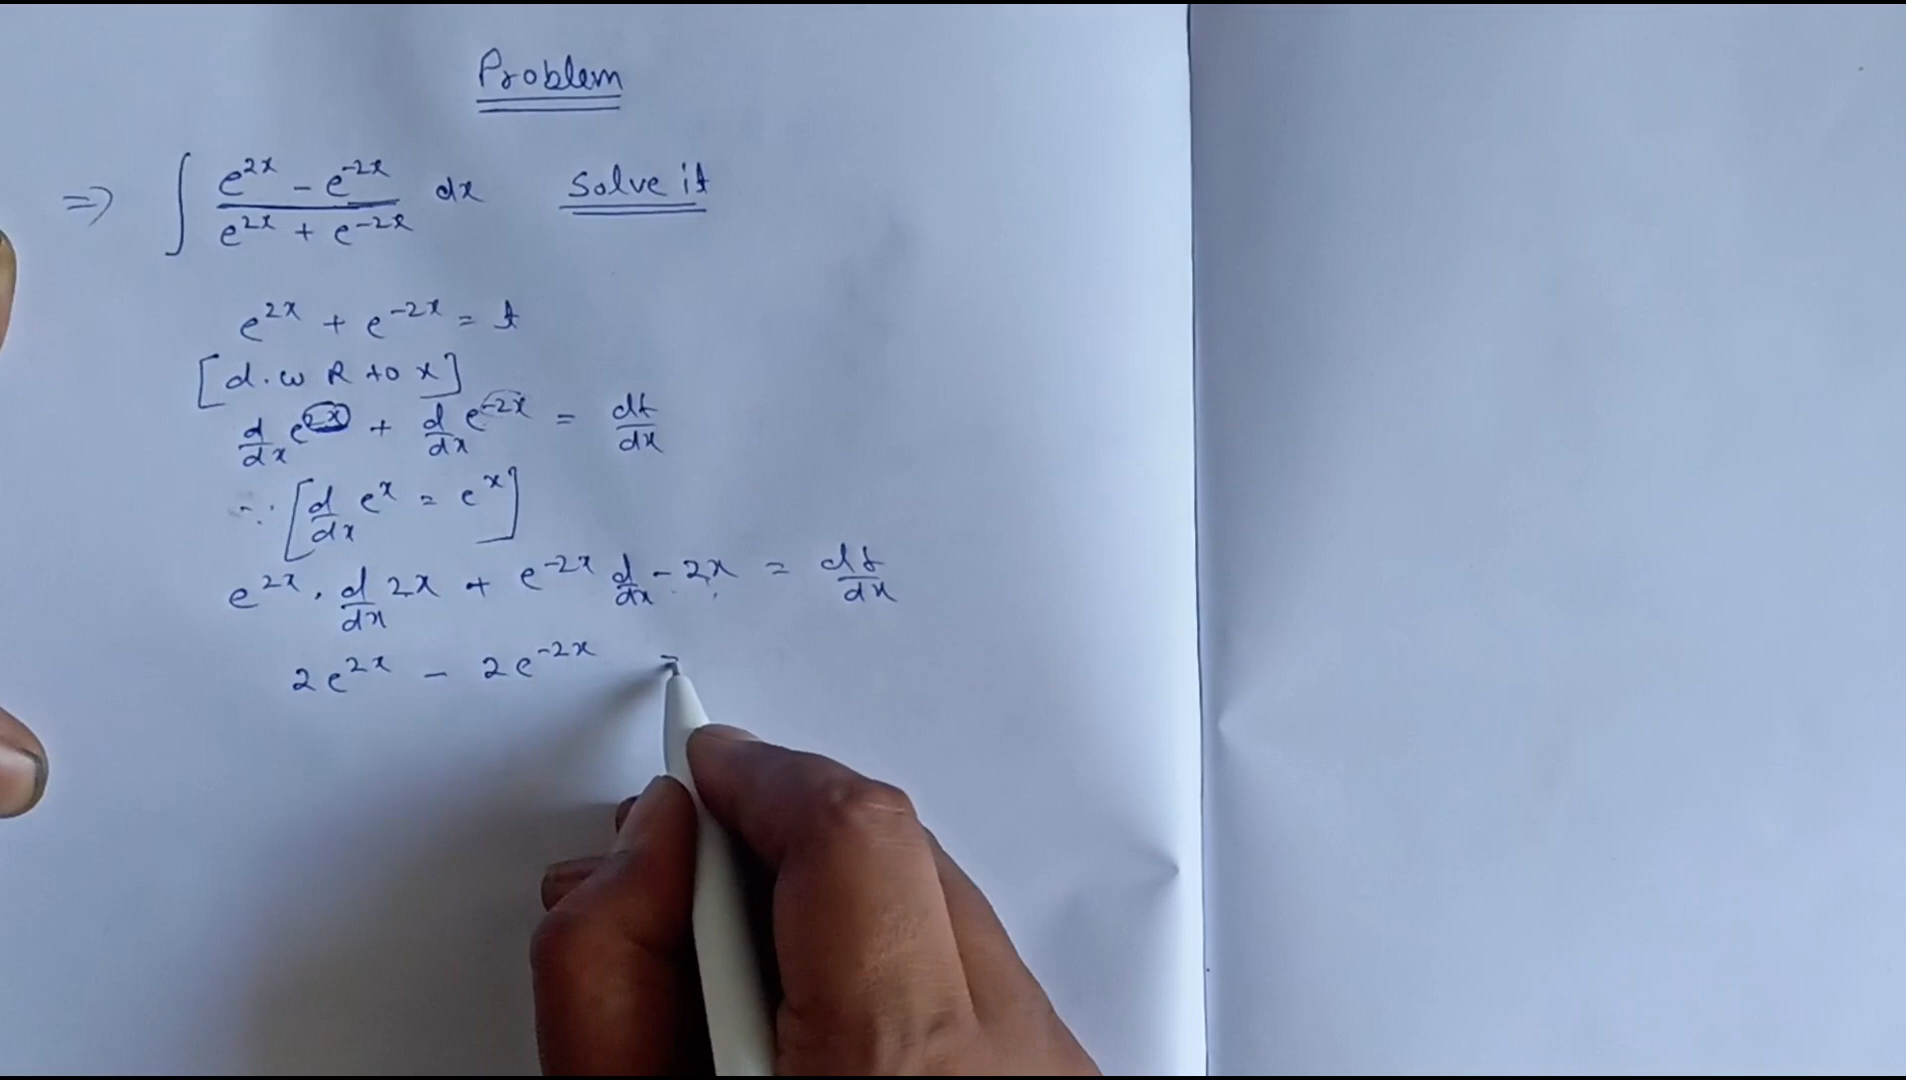 Problem
⇒ ∫ (e^{2x} - e^{-2x})/(e^{2x} + e^{-2x}) dx Solve it
e^{2x} + e^{-2x} = t
[d.w R to x]
d/dx e^{2x} + d/dx e^{-2x} = dt/dx
∵ [d/dx e^x = e^x]
e^{2x} . d/dx 2x + e^{-2x} d/dx -2x = dt/dx
2e^{2x} - 2e^{-2x} =